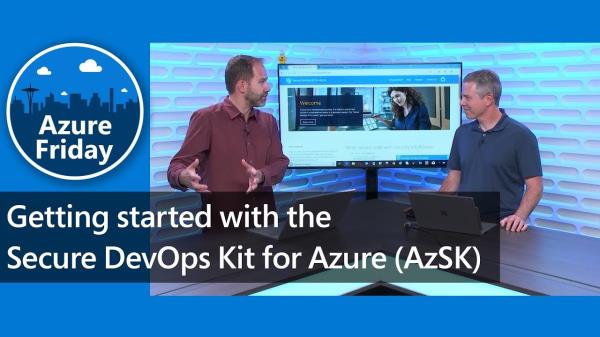 Azure
Friday
Welcome
Getting started with the
Secure DevOps Kit for Azure (AzSK)